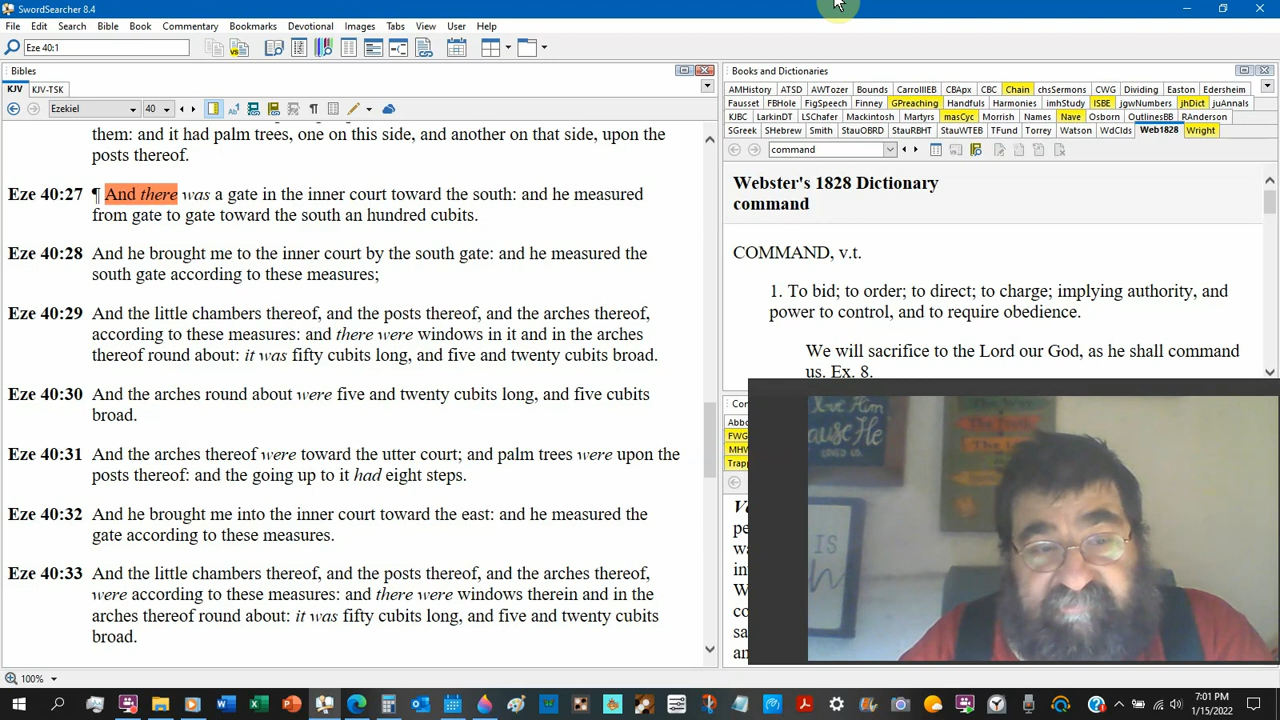 SwordSearcher 8.4
File Edit Search Bible Book Commentary Bookmarks Devotional Images Tabs View User Help
Eze 40:1
Bibles
KJV KJV-TSK
Ezekiel 40
them: and it had palm trees, one on this side, and another on that side, upon the
posts thereof.
Eze 40:27 ¶ And there was a gate in the inner court toward the south: and he measured
from gate to gate toward the south an hundred cubits.
Eze 40:28 And he brought me to the inner court by the south gate: and he measured the
south gate according to these measures;
Eze 40:29 And the little chambers thereof, and the posts thereof, and the arches thereof,
according to these measures: and there were windows in it and in the arches
thereof round about: it was fifty cubits long, and five and twenty cubits broad.
Eze 40:30 And the arches round about were five and twenty cubits long, and five cubits
broad.
Eze 40:31 And the arches thereof were toward the utter court; and palm trees were upon the
posts thereof: and the going up to it had eight steps.
Eze 40:32 And he brought me into the inner court toward the east: and he measured the
gate according to these measures.
Eze 40:33 And the little chambers thereof, and the posts thereof, and the arches thereof,
were according to these measures: and there were windows therein and in the
arches thereof round about: it was fifty cubits long, and five and twenty cubits
broad.
100%
Books and Dictionaries
AMHistory ATSD AWTozer Bounds CarrollIEB CBApx CBC Chain chsSermons CWG Dividing Easton Edersheim
Fausset FBHole FigSpeech Finney GPreaching Handfuls Harmonies imhStudy ISBE jgwNumbers jhDict juAnnals
KJBC LarkinDT LSChafer Mackintosh Martyrs masCyc Morrish Names Nave Osborn OutlinesBB RAnderson
SGreek SHebrew Smith StauOBRD StauRBHT StauWTEB TFund Torrey Watson WdClds Web1828 Wright
command
Webster's 1828 Dictionary
command
COMMAND, v.t.
1. To bid; to order; to direct; to charge; implying authority, and
power to control, and to require obedience.
We will sacrifice to the Lord our God, as he shall command
us. Ex. 8.
Con
Abbo
FWG
MHW
Trapp
Love Him
cause He
LOVED US.
IS
7:01 PM
1/15/2022